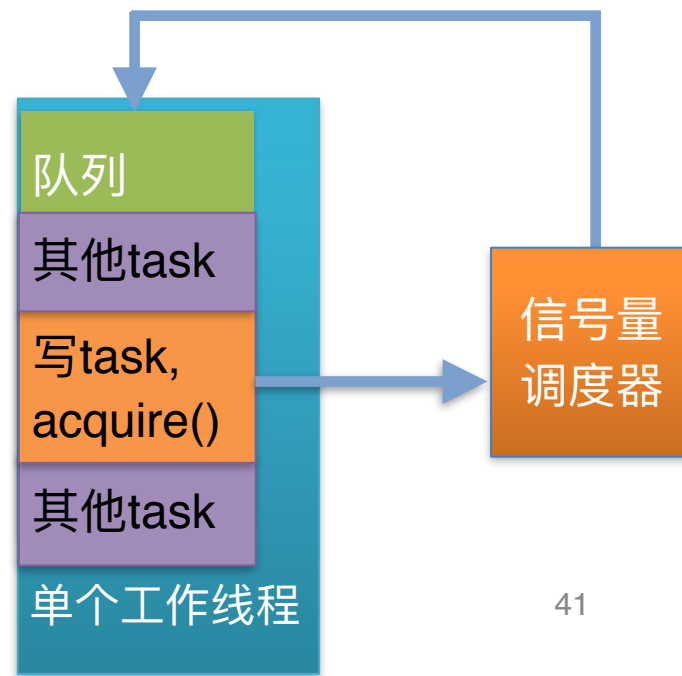 队列
其他task
写task,
acquire()
其他task
单个工作线程
信号量
调度器
41